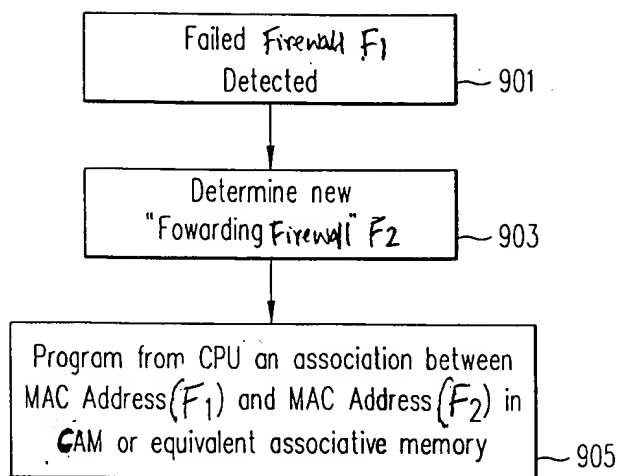 Failed Firewall F1
Detected
901
Determine new
"Fowarding Firewall" F2
903
Program from CPU an association between
MAC Address (F1) and MAC Address (F2) in
CAM or equivalent associative memory
905